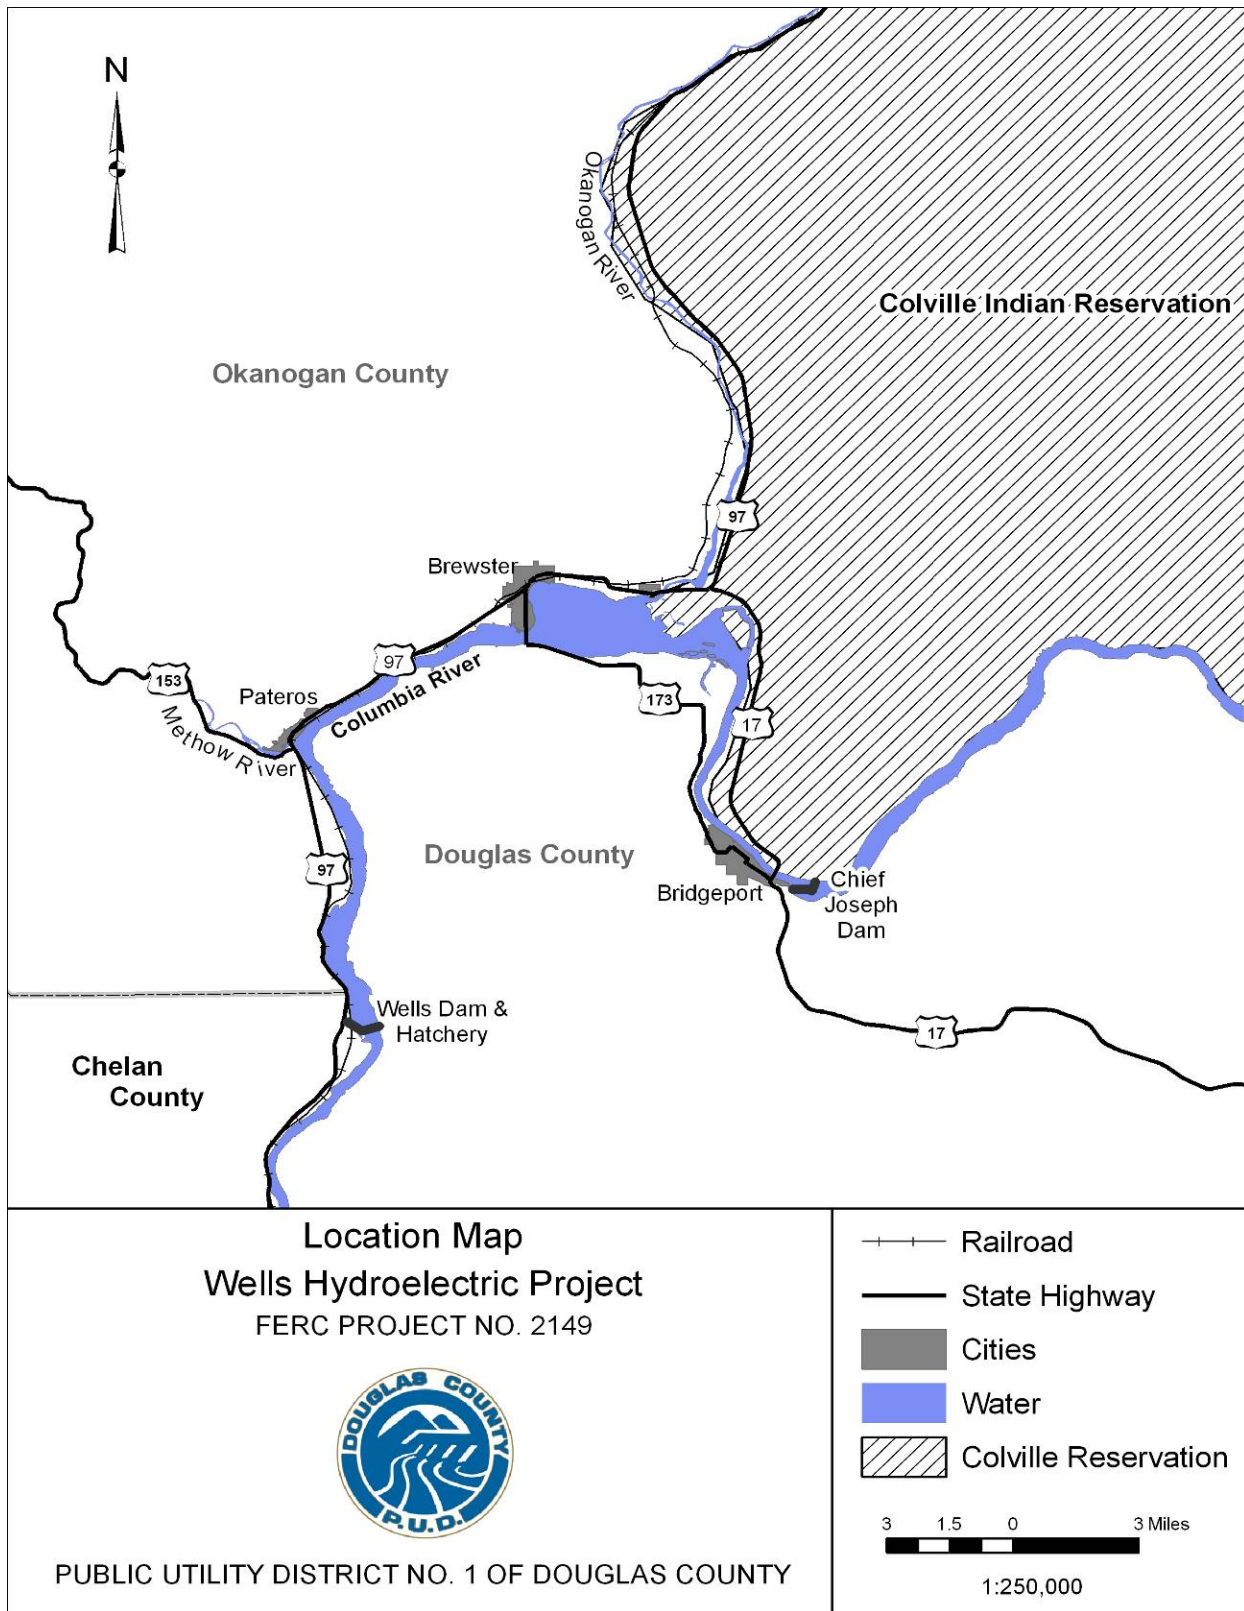 N
Okanogan River
Colville Indian Reservation
Okanogan County
97
Brewster
97
153
Pateros
Columbia River
173
17
Methow River
Douglas County
97
Bridgeport
Chief
Joseph
Dam
Wells Dam &
Hatchery
17
Chelan
County
Location Map
Wells Hydroelectric Project
FERC PROJECT NO. 2149
DOUGLAS COUNTY
P.U.D.
PUBLIC UTILITY DISTRICT NO. 1 OF DOUGLAS COUNTY
Railroad
State Highway
Cities
Water
Colville Reservation
3 1.5 0 3 Miles
1:250,000